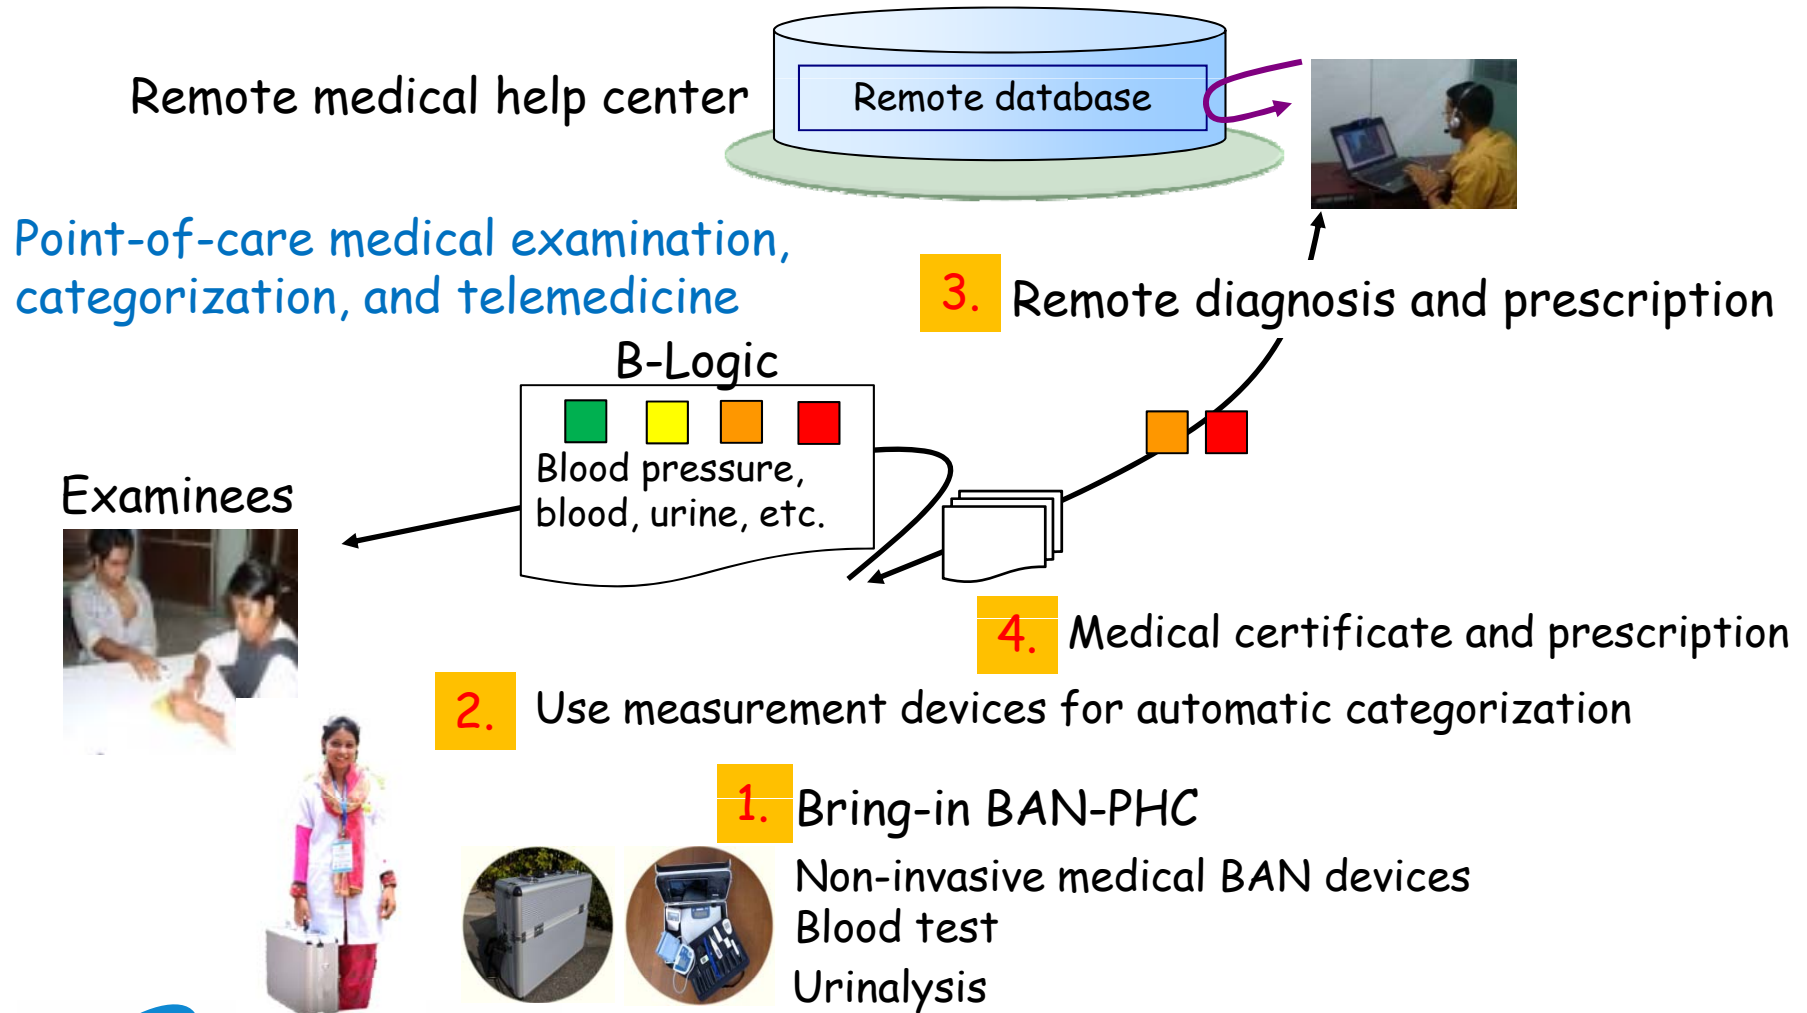 Remote medical help center
Remote database
Point-of-care medical examination,
categorization, and telemedicine
3. Remote diagnosis and prescription
B-Logic
Blood pressure,
blood, urine, etc.
Examinees
4. Medical certificate and prescription
2. Use measurement devices for automatic categorization
1. Bring-in BAN-PHC
Non-invasive medical BAN devices
Blood test
Urinalysis